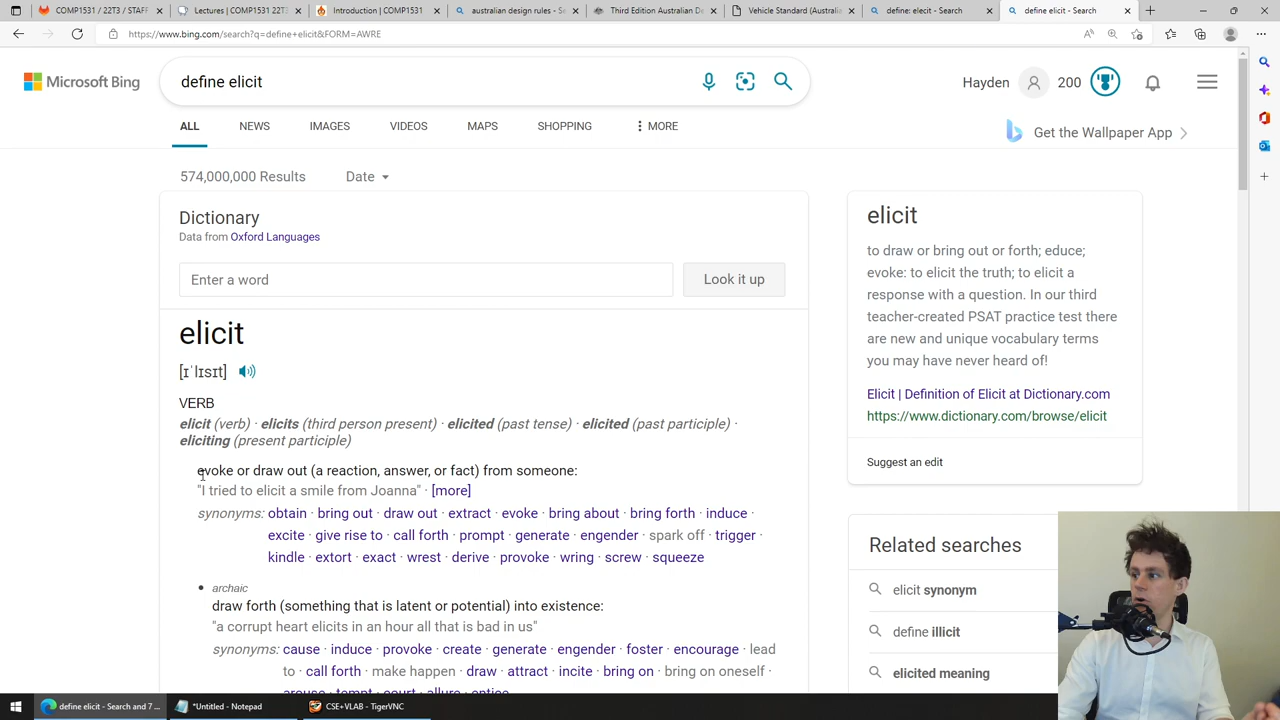 COMP1531 / 22T3 / STAFF
Lectures | COMP1531 22T
Introduction | COMP1531
australian design rules - Se
Third Edition Australian De
Vehicle Standard (Australia
define: elecit - Search
define elicit - Search
https://www.bing.com/search?q=define+elicit&FORM=AWRE
Microsoft Bing
define elicit
Hayden
200
ALL
NEWS
IMAGES
VIDEOS
MAPS
SHOPPING
MORE
Get the Wallpaper App
574,000,000 Results
Date
Dictionary
Data from Oxford Languages
Enter a word
Look it up
elicit
[ɪˈlɪsɪt]
VERB
elicit (verb) · elicits (third person present) · elicited (past tense) · elicited (past participle) ·
eliciting (present participle)
evoke or draw out (a reaction, answer, or fact) from someone:
"I tried to elicit a smile from Joanna" · [more]
synonyms: obtain · bring out · draw out · extract · evoke · bring about · bring forth · induce ·
excite · give rise to · call forth · prompt · generate · engender · spark off · trigger ·
kindle · extort · exact · wrest · derive · provoke · wring · screw · squeeze
• archaic
draw forth (something that is latent or potential) into existence:
"a corrupt heart elicits in an hour all that is bad in us"
synonyms: cause · induce · provoke · create · generate · engender · foster · encourage · lead
to · call forth · make happen · draw · attract · incite · bring on · bring on oneself ·
arouse · tempt · court · allure · entice
elicit
to draw or bring out or forth; educe;
evoke: to elicit the truth; to elicit a
response with a question. In our third
teacher-created PSAT practice test there
are new and unique vocabulary terms
you may have never heard of!
Elicit | Definition of Elicit at Dictionary.com
https://www.dictionary.com/browse/elicit
Suggest an edit
Related searches
elicit synonym
define illicit
elicited meaning
define elicit - Search and 7 ...
*Untitled - Notepad
CSE+VLAB - TigerVNC